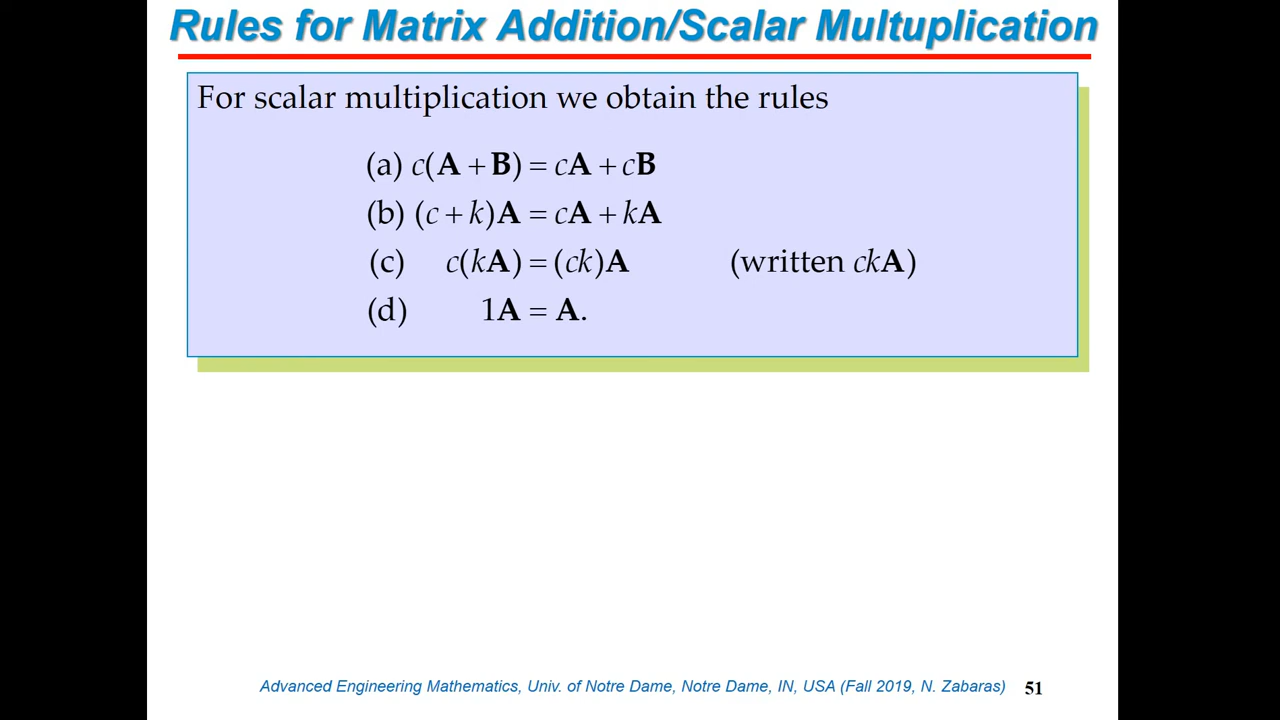 Rules for Matrix Addition/Scalar Multuplication
For scalar multiplication we obtain the rules
(a) c(A + B) = cA + cB
(b) (c + k)A = cA + kA
(c) c(kA) = (ck)A (written ckA)
(d) 1A = A.
Advanced Engineering Mathematics, Univ. of Notre Dame, Notre Dame, IN, USA (Fall 2019, N. Zabaras) 51